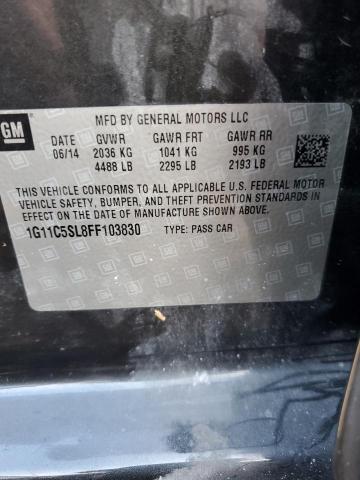 MFD BY GENERAL MOTORS LLC
GM DATE GVWR GAWR FRT GAWR RR
06/14 2036 KG 1041 KG 995 KG
4488 LB 2295 LB 2193 LB
THIS VEHICLE CONFORMS TO ALL APPLICABLE U.S. FEDERAL MOTOR
VEHICLE SAFETY, BUMPER, AND THEFT PREVENTION STANDARDS
IN EFFECT ON THE DATE OF MANUFACTURE SHOWN ABOVE.
1G11C5SL8FF103830 TYPE: PASS CAR